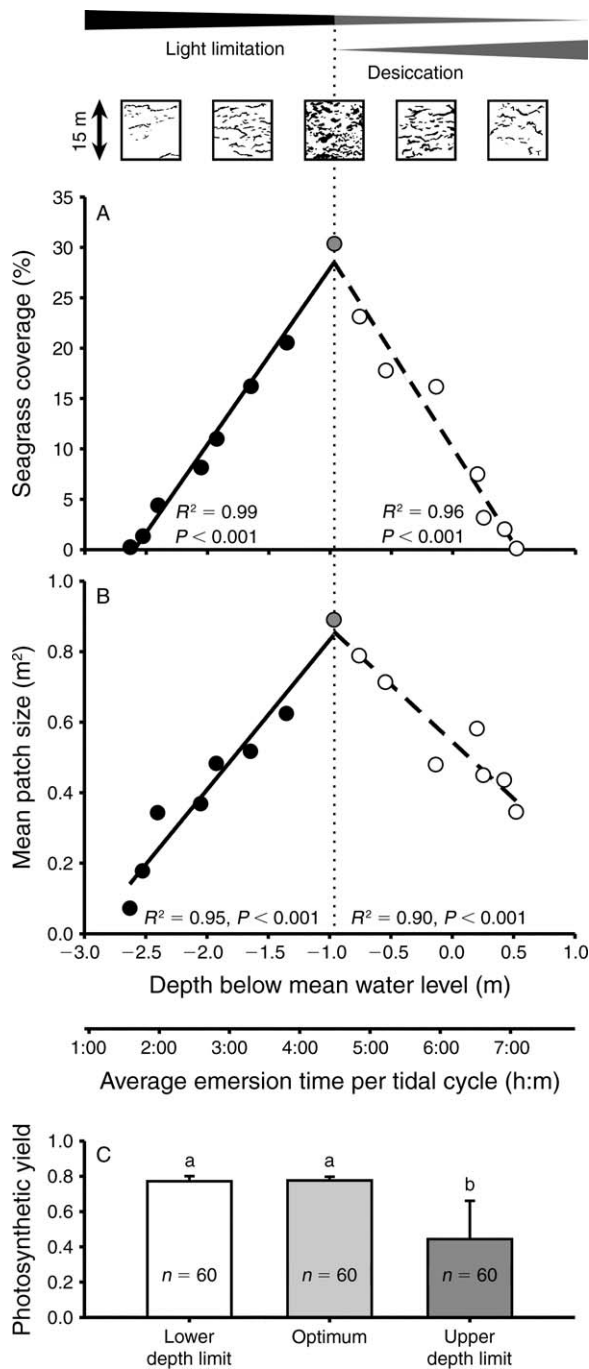 Light limitation
Desiccation
15 m
A
35
30
25
20
15
10
5
0
Seagrass coverage (%)
R² = 0.99
P < 0.001
R² = 0.96
P < 0.001
B
1.0
0.8
0.6
0.4
0.2
0.0
Mean patch size (m²)
R² = 0.95, P < 0.001
R² = 0.90, P < 0.001
−3.0 −2.5 −2.0 −1.5 −1.0 −0.5 0.0 0.5 1.0
Depth below mean water level (m)
1:00 2:00 3:00 4:00 5:00 6:00 7:00
Average emersion time per tidal cycle (h:m)
C
1.0
0.8
0.4
0.2
0.0
Photosynthetic yield
a
a
b
n = 60
n = 60
n = 60
Lower
depth limit
Optimum
Upper
depth limit